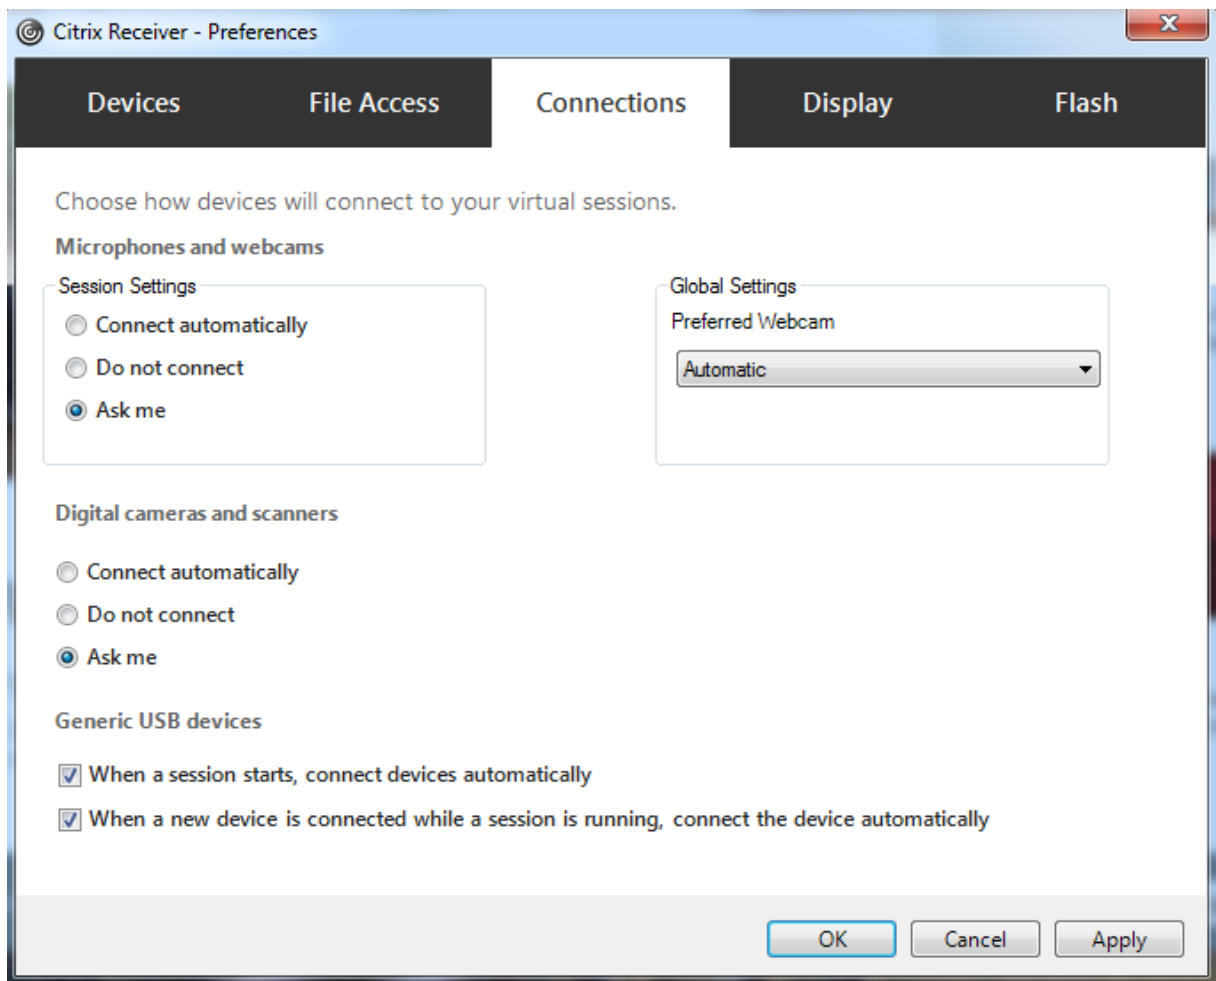 Citrix Receiver - Preferences
Devices File Access Connections Display Flash
Choose how devices will connect to your virtual sessions.
Microphones and webcams
Session Settings
Connect automatically
Do not connect
Ask me
Global Settings
Preferred Webcam
Automatic
Digital cameras and scanners
Connect automatically
Do not connect
Ask me
Generic USB devices
When a session starts, connect devices automatically
When a new device is connected while a session is running, connect the device automatically
OK Cancel Apply